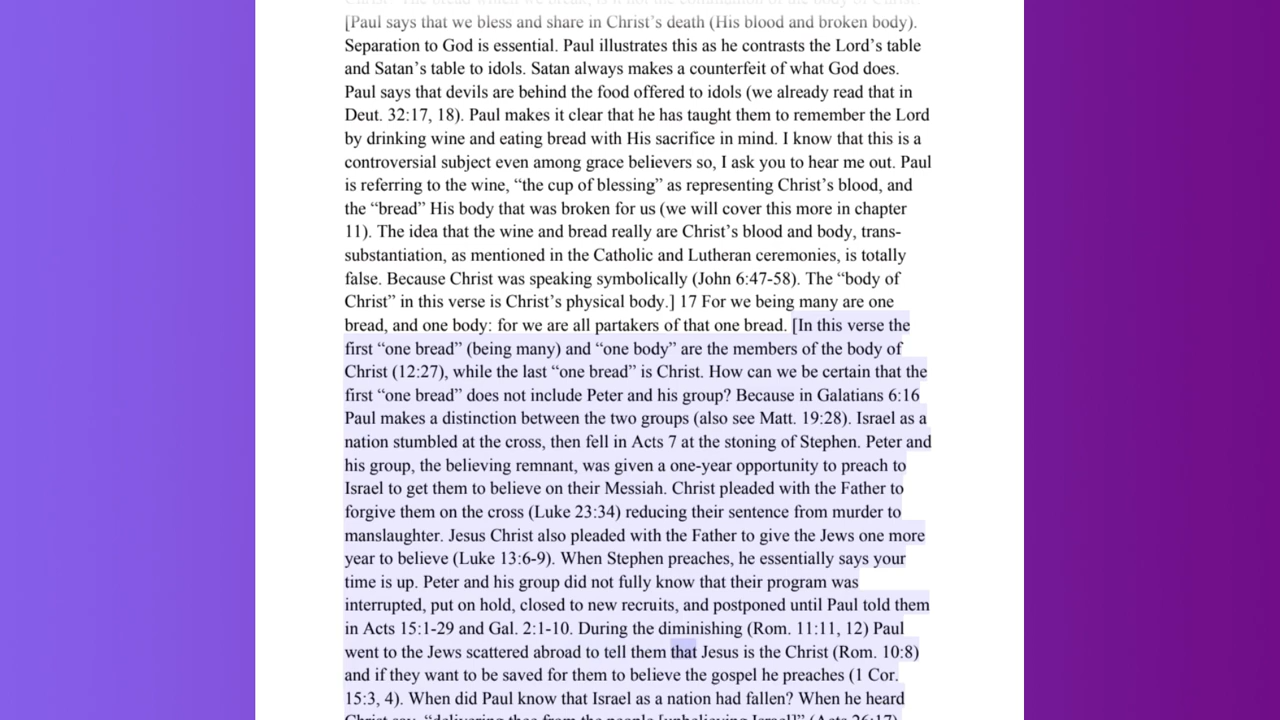 [Paul says that we bless and share in Christ’s death (His blood and broken body).
Separation to God is essential. Paul illustrates this as he contrasts the Lord’s table
and Satan’s table to idols. Satan always makes a counterfeit of what God does.
Paul says that devils are behind the food offered to idols (we already read that in
Deut. 32:17, 18). Paul makes it clear that he has taught them to remember the Lord
by drinking wine and eating bread with His sacrifice in mind. I know that this is a
controversial subject even among grace believers so, I ask you to hear me out. Paul
is referring to the wine, “the cup of blessing” as representing Christ’s blood, and
the “bread” His body that was broken for us (we will cover this more in chapter
11). The idea that the wine and bread really are Christ’s blood and body, trans-
substantiation, as mentioned in the Catholic and Lutheran ceremonies, is totally
false. Because Christ was speaking symbolically (John 6:47-58). The “body of
Christ” in this verse is Christ’s physical body.] 17 For we being many are one
bread, and one body: for we are all partakers of that one bread. [In this verse the
first “one bread” (being many) and “one body” are the members of the body of
Christ (12:27), while the last “one bread” is Christ. How can we be certain that the
first “one bread” does not include Peter and his group? Because in Galatians 6:16
Paul makes a distinction between the two groups (also see Matt. 19:28). Israel as a
nation stumbled at the cross, then fell in Acts 7 at the stoning of Stephen. Peter and
his group, the believing remnant, was given a one-year opportunity to preach to
Israel to get them to believe on their Messiah. Christ pleaded with the Father to
forgive them on the cross (Luke 23:34) reducing their sentence from murder to
manslaughter. Jesus Christ also pleaded with the Father to give the Jews one more
year to believe (Luke 13:6-9). When Stephen preaches, he essentially says your
time is up. Peter and his group did not fully know that their program was
interrupted, put on hold, closed to new recruits, and postponed until Paul told them
in Acts 15:1-29 and Gal. 2:1-10. During the diminishing (Rom. 11:11, 12) Paul
went to the Jews scattered abroad to tell them that Jesus is the Christ (Rom. 10:8)
and if they want to be saved for them to believe the gospel he preaches (1 Cor.
15:3, 4). When did Paul know that Israel as a nation had fallen? When he heard